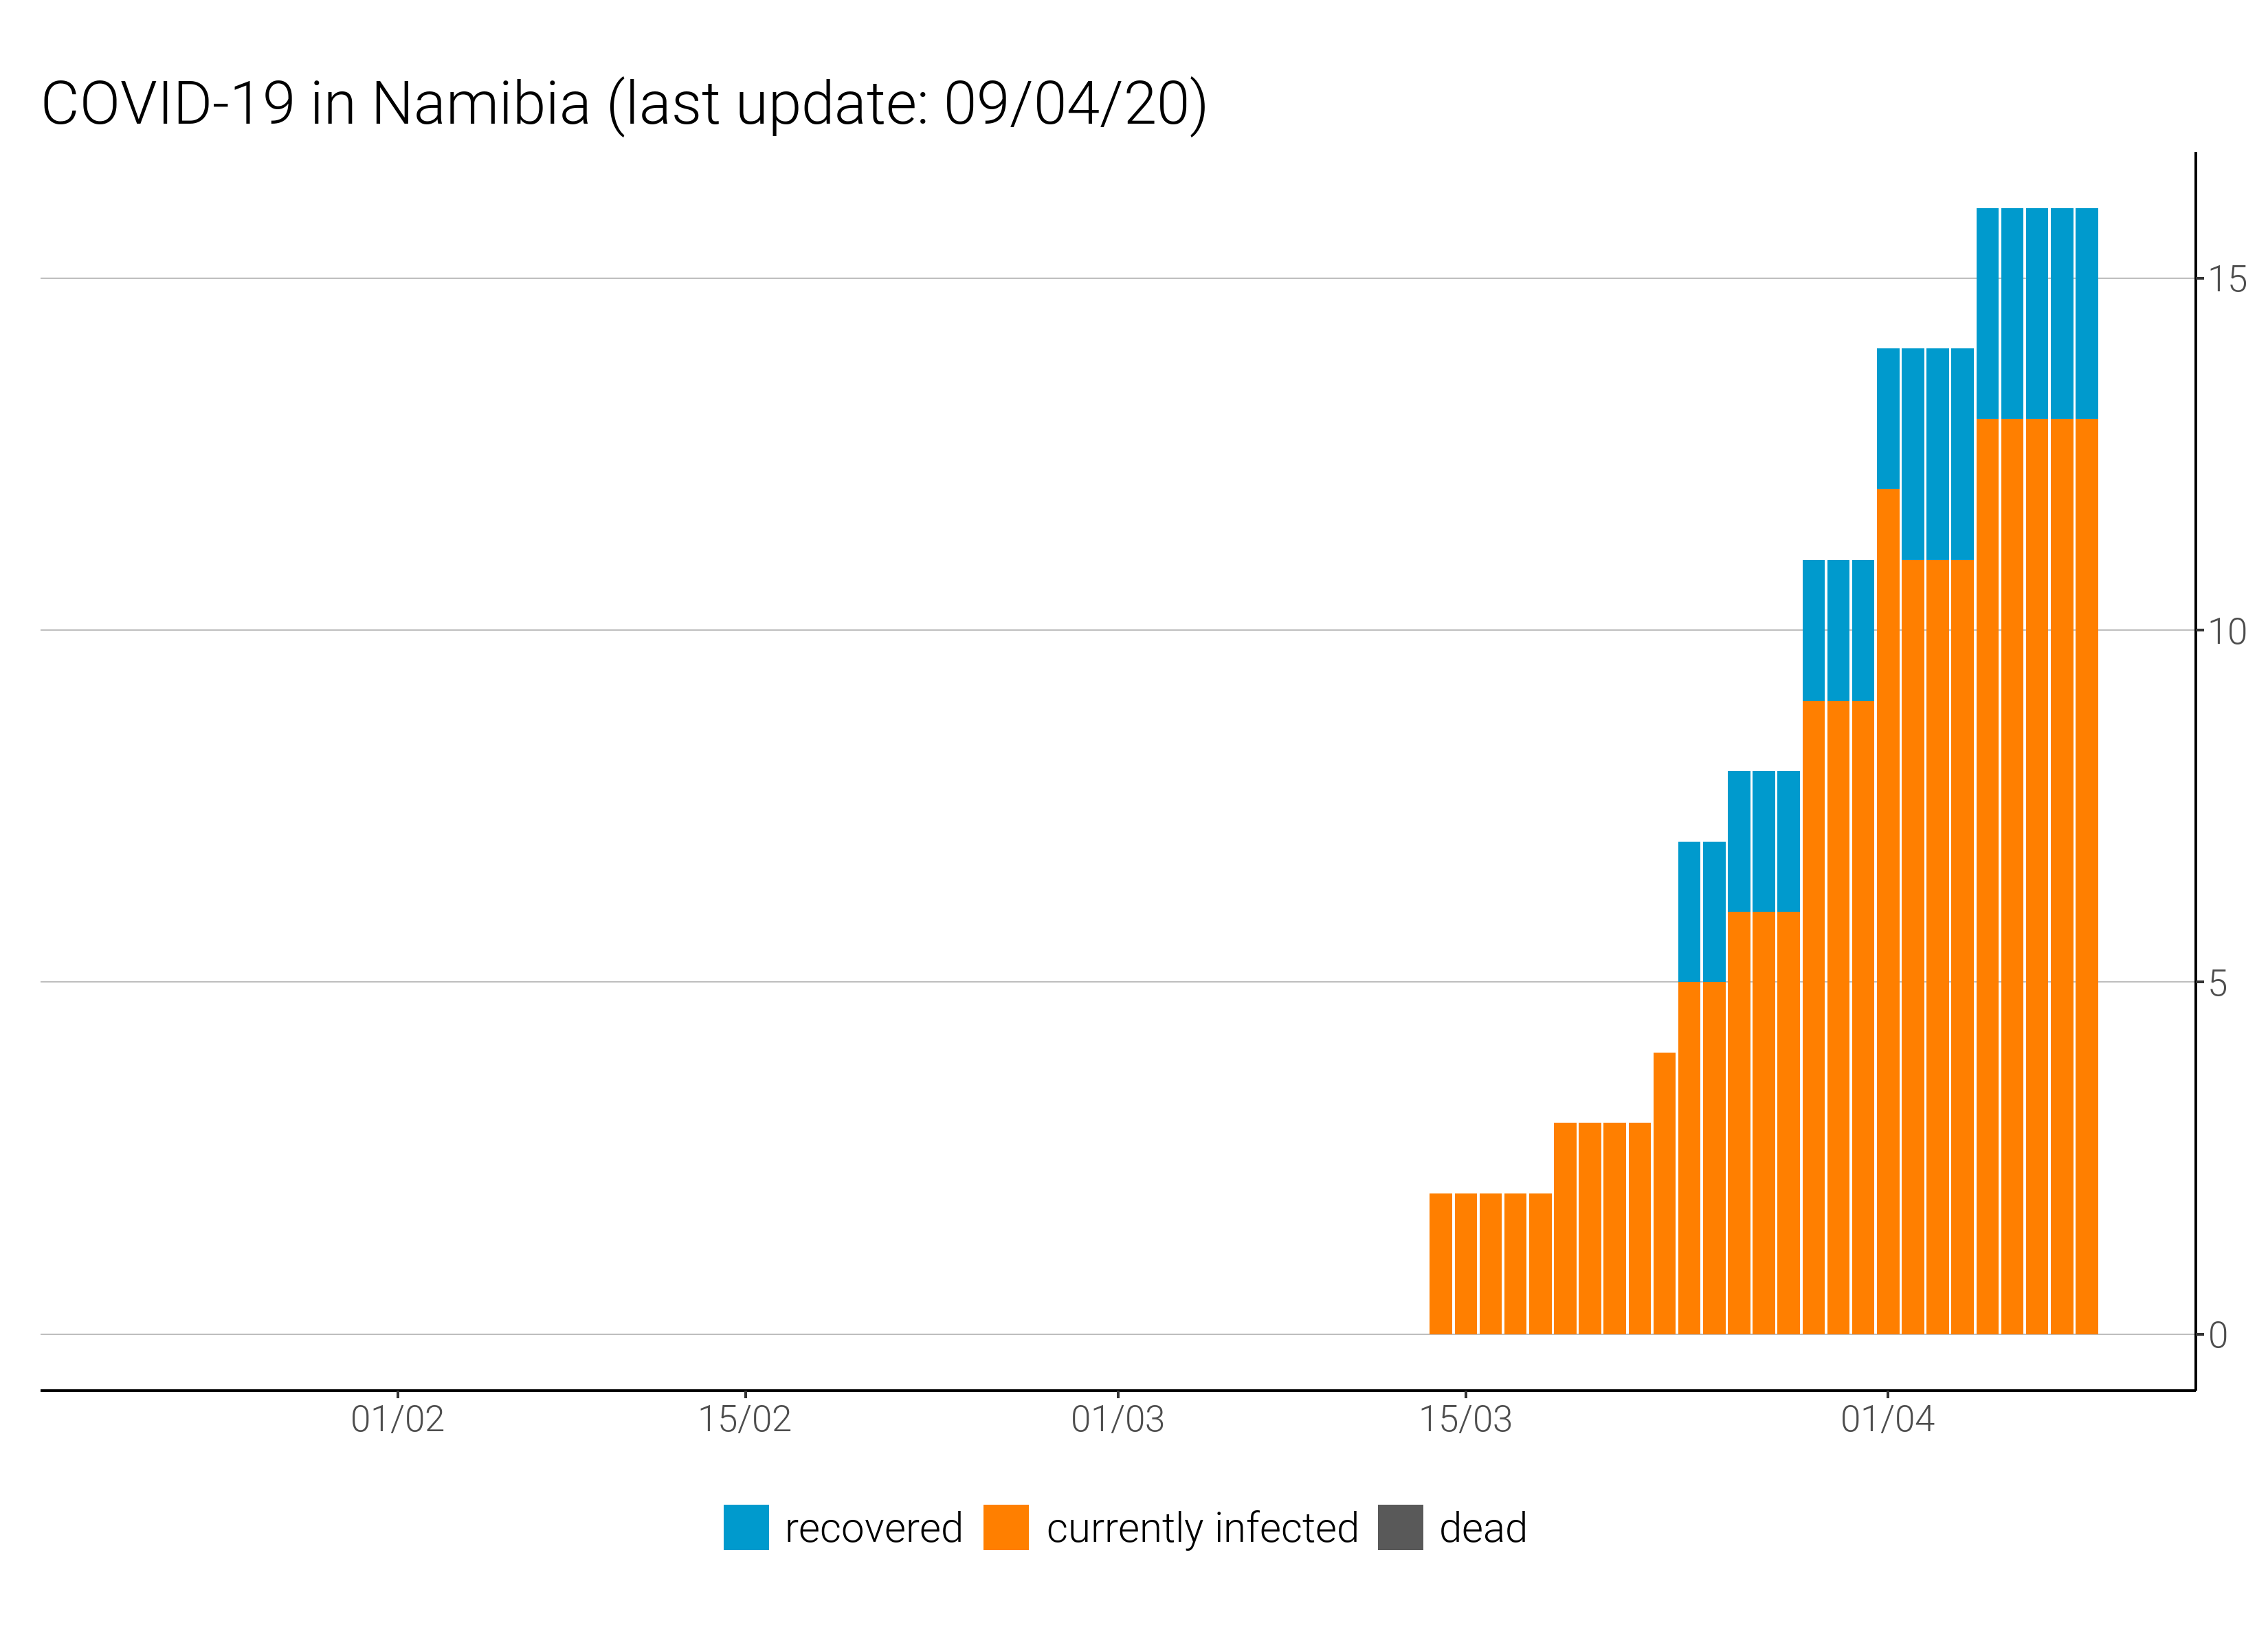 COVID-19 in Namibia (last update: 09/04/20)
15
10
5
0
01/02 15/02 01/03 15/03 01/04
recovered currently infected dead